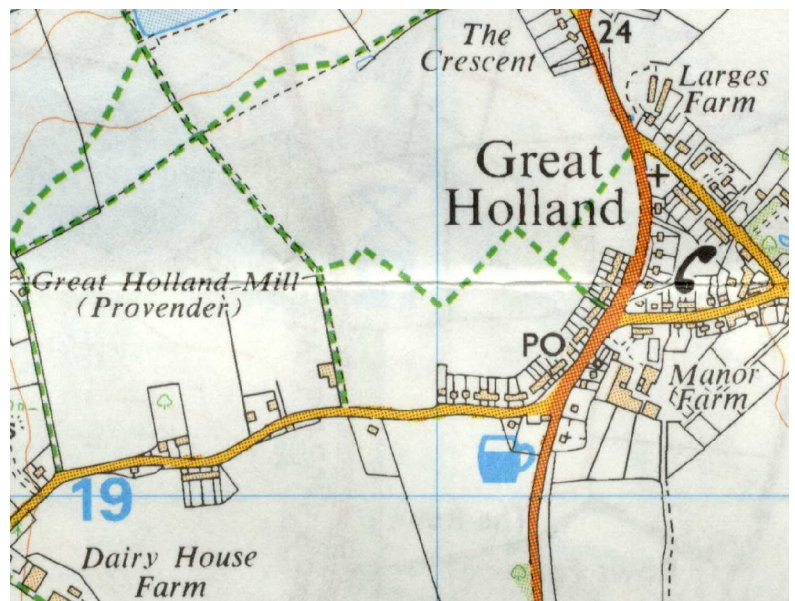 The
Crescent
24
Larges
Farm
Great
Holland
Great Holland Mill
(Provender)
PO
Manor
Farm
19
Dairy House
Farm